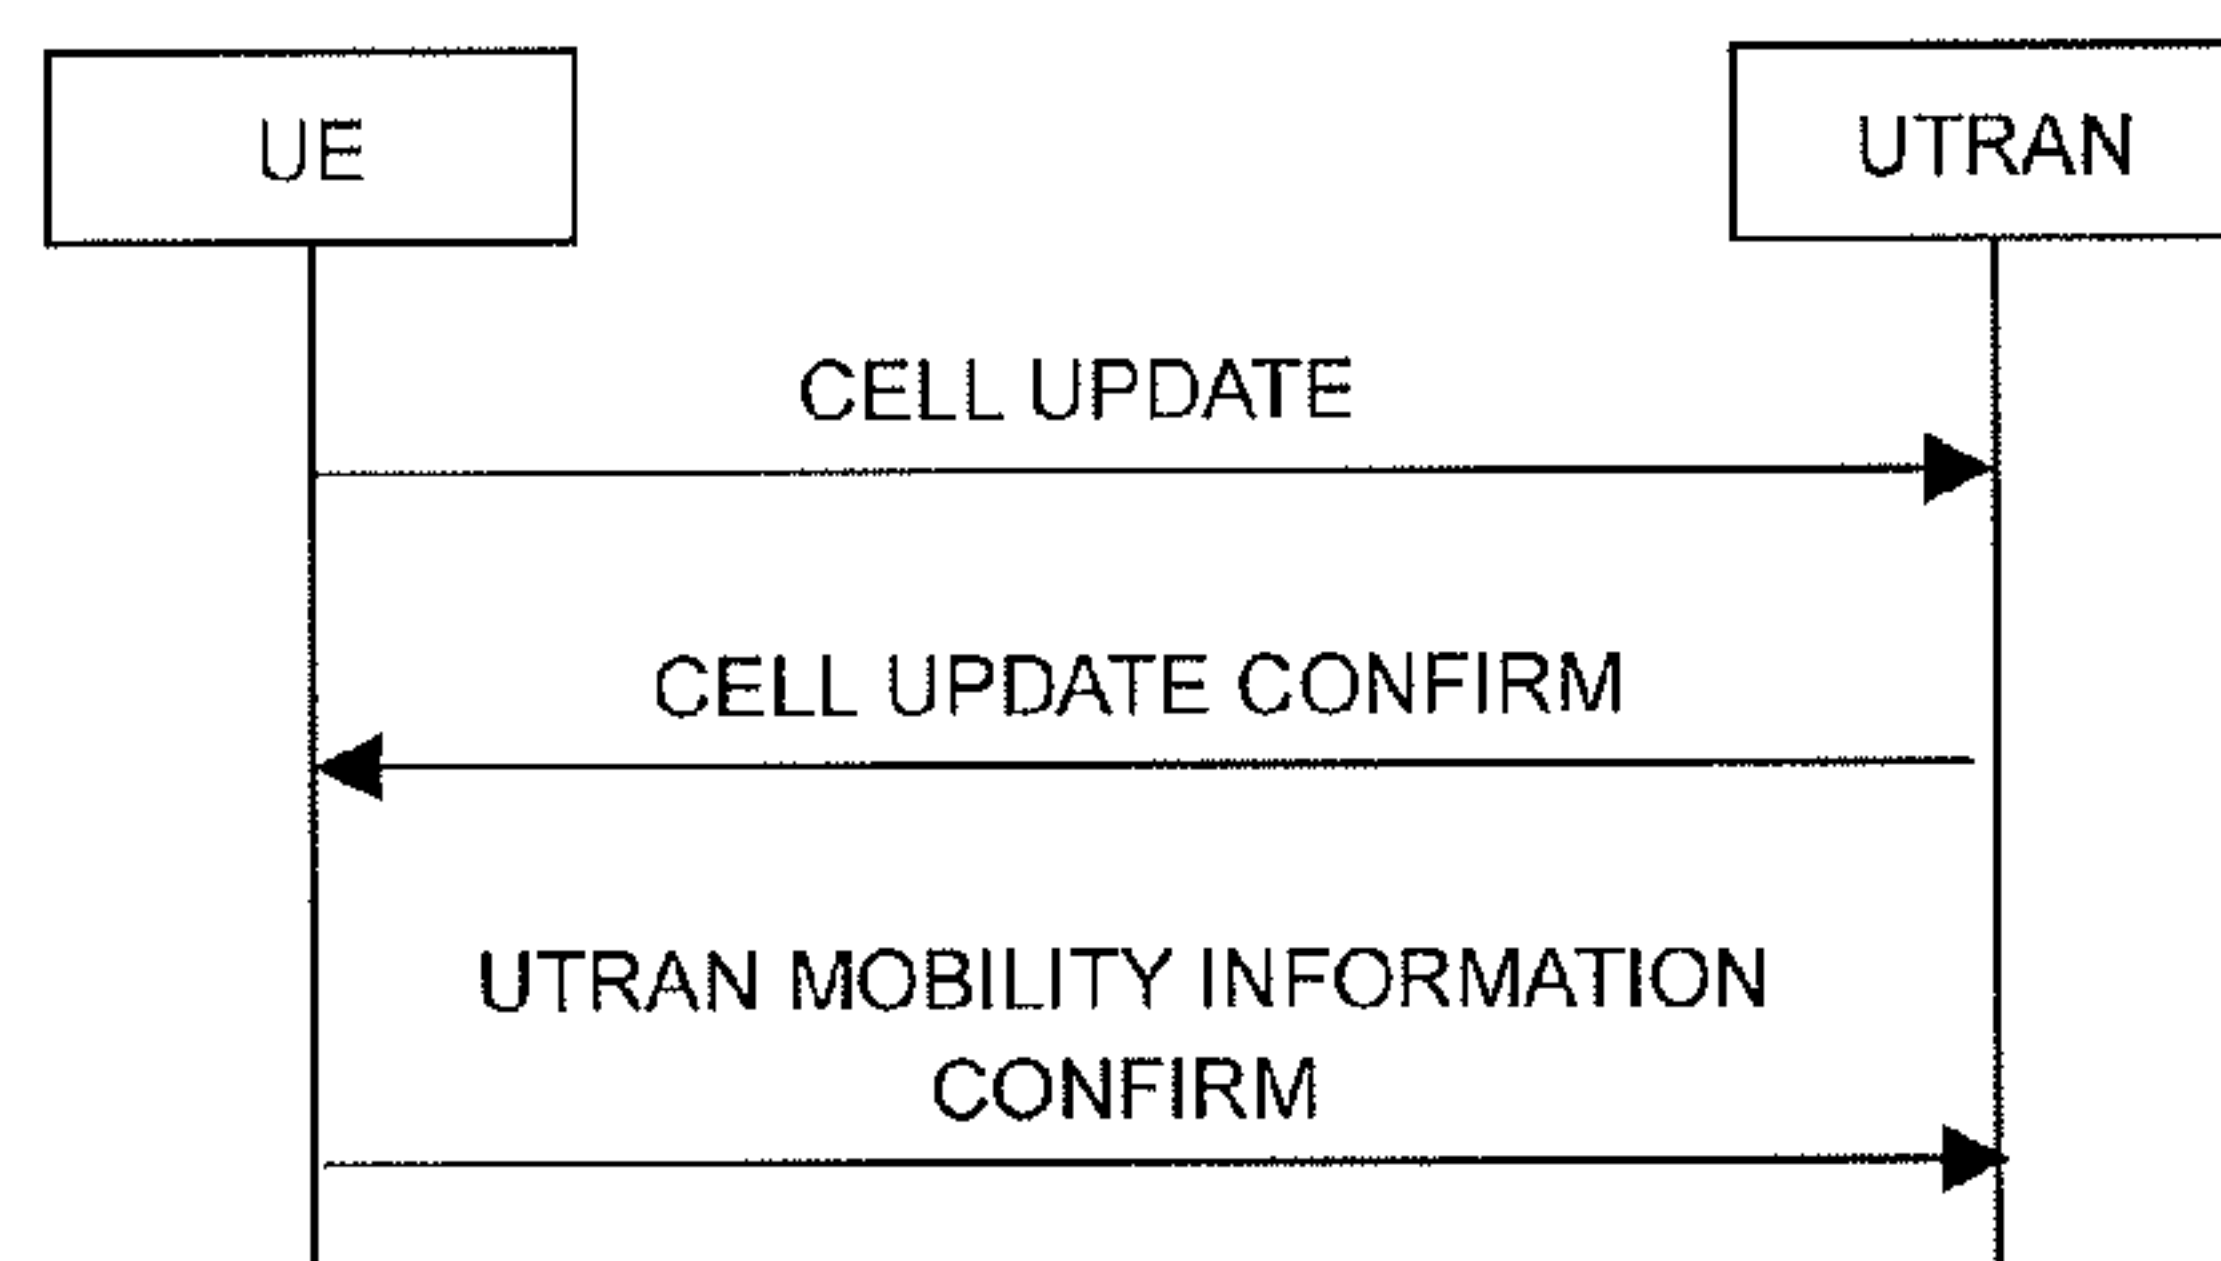 UE
UTRAN
CELL UPDATE
CELL UPDATE CONFIRM
UTRAN MOBILITY INFORMATION
CONFIRM